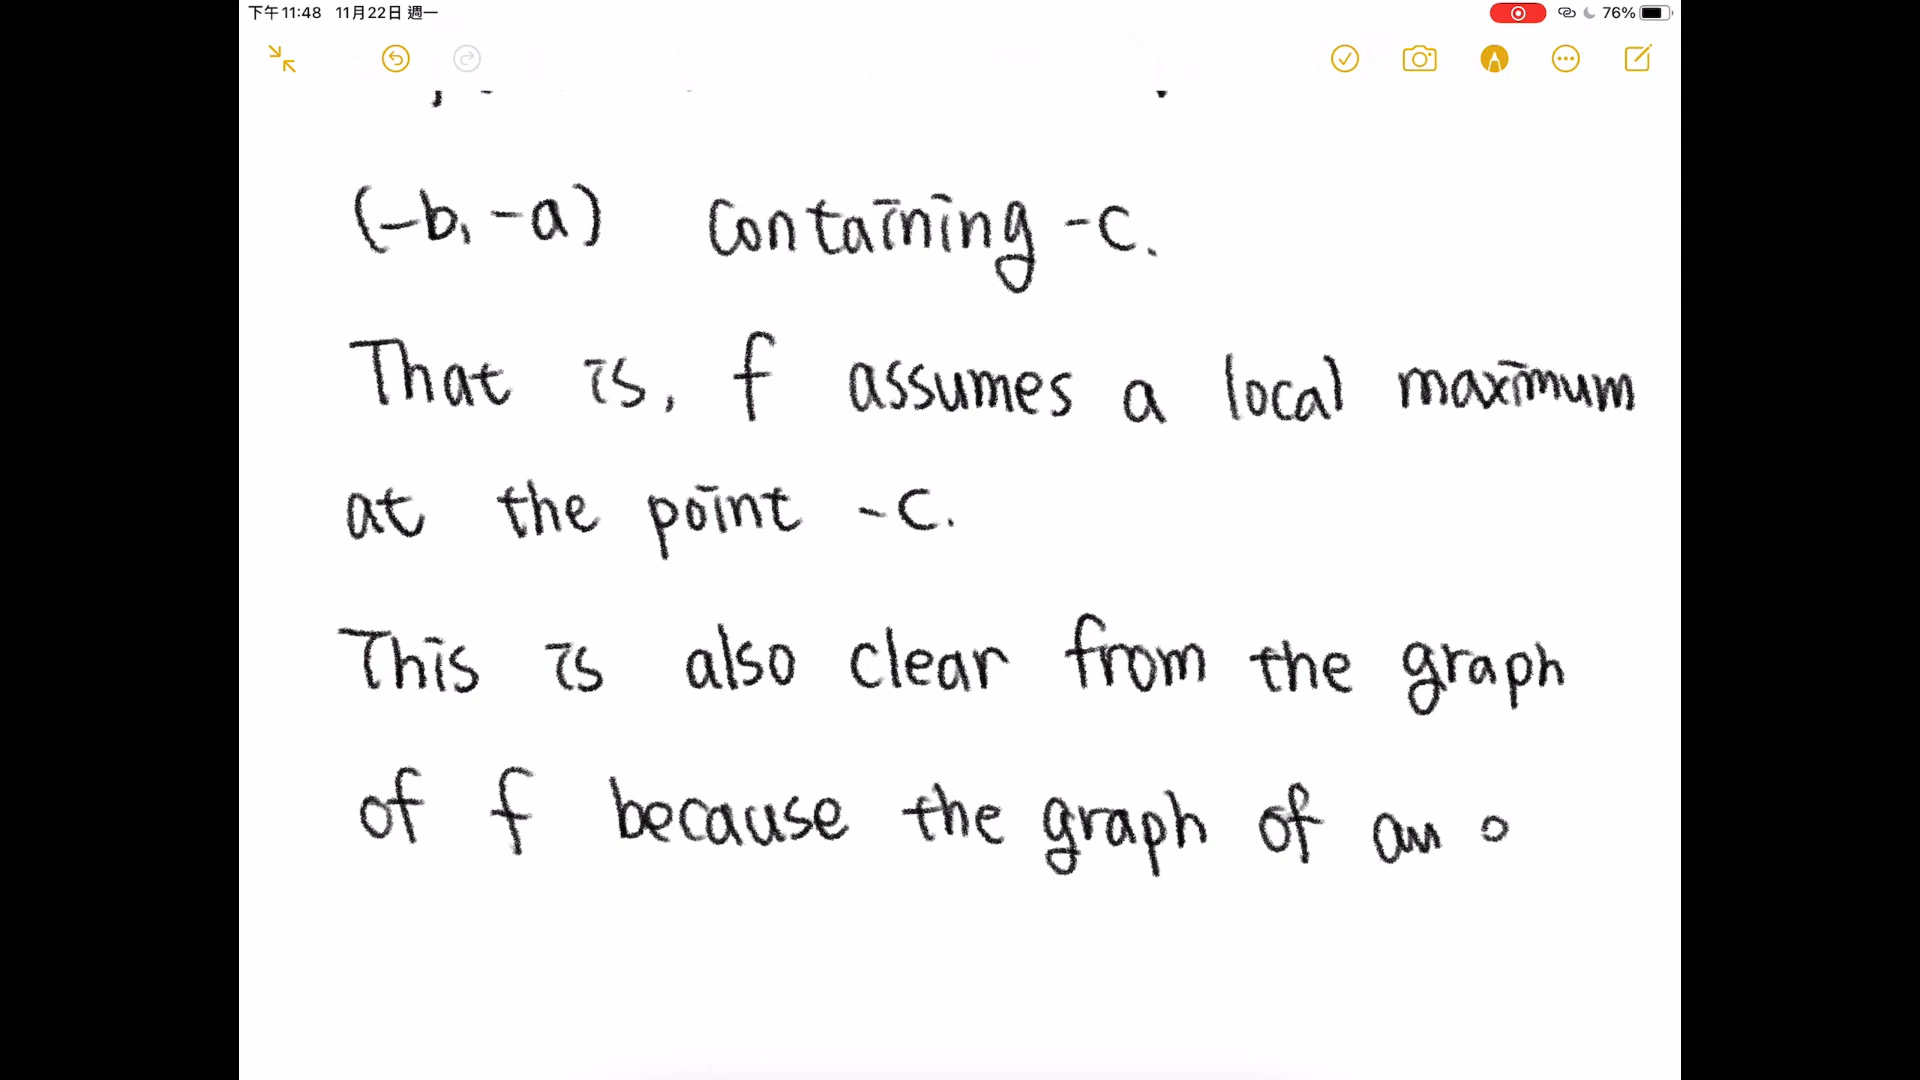 下午11:48 11月22日 週一 76%
(-b, -a) containing -c.
That is, f assumes a local maximum
at the point -c.
This is also clear from the graph
of f because the graph of an o